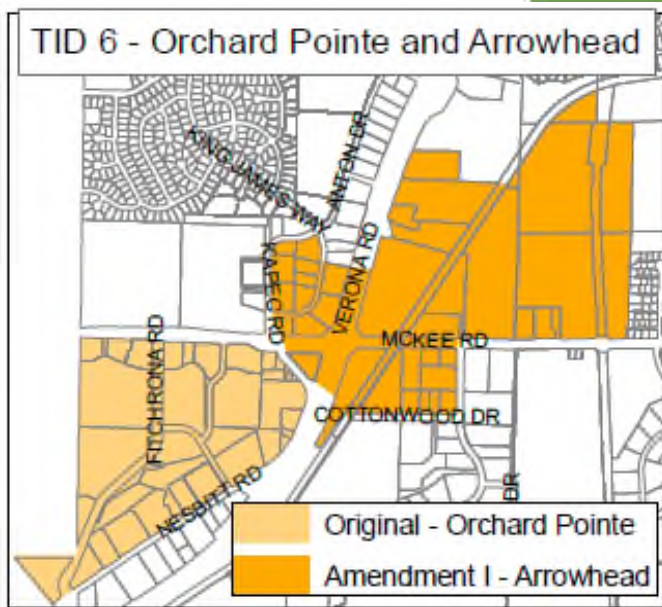 TID 6 - Orchard Pointe and Arrowhead
KING JAMES WAY
ANTON DR
KAPEC RD
VERONA RD
MCKEE RD
FITCHRONA RD
COTTONWOOD DR
NESBITT RD
DR
Original - Orchard Pointe
Amendment I - Arrowhead